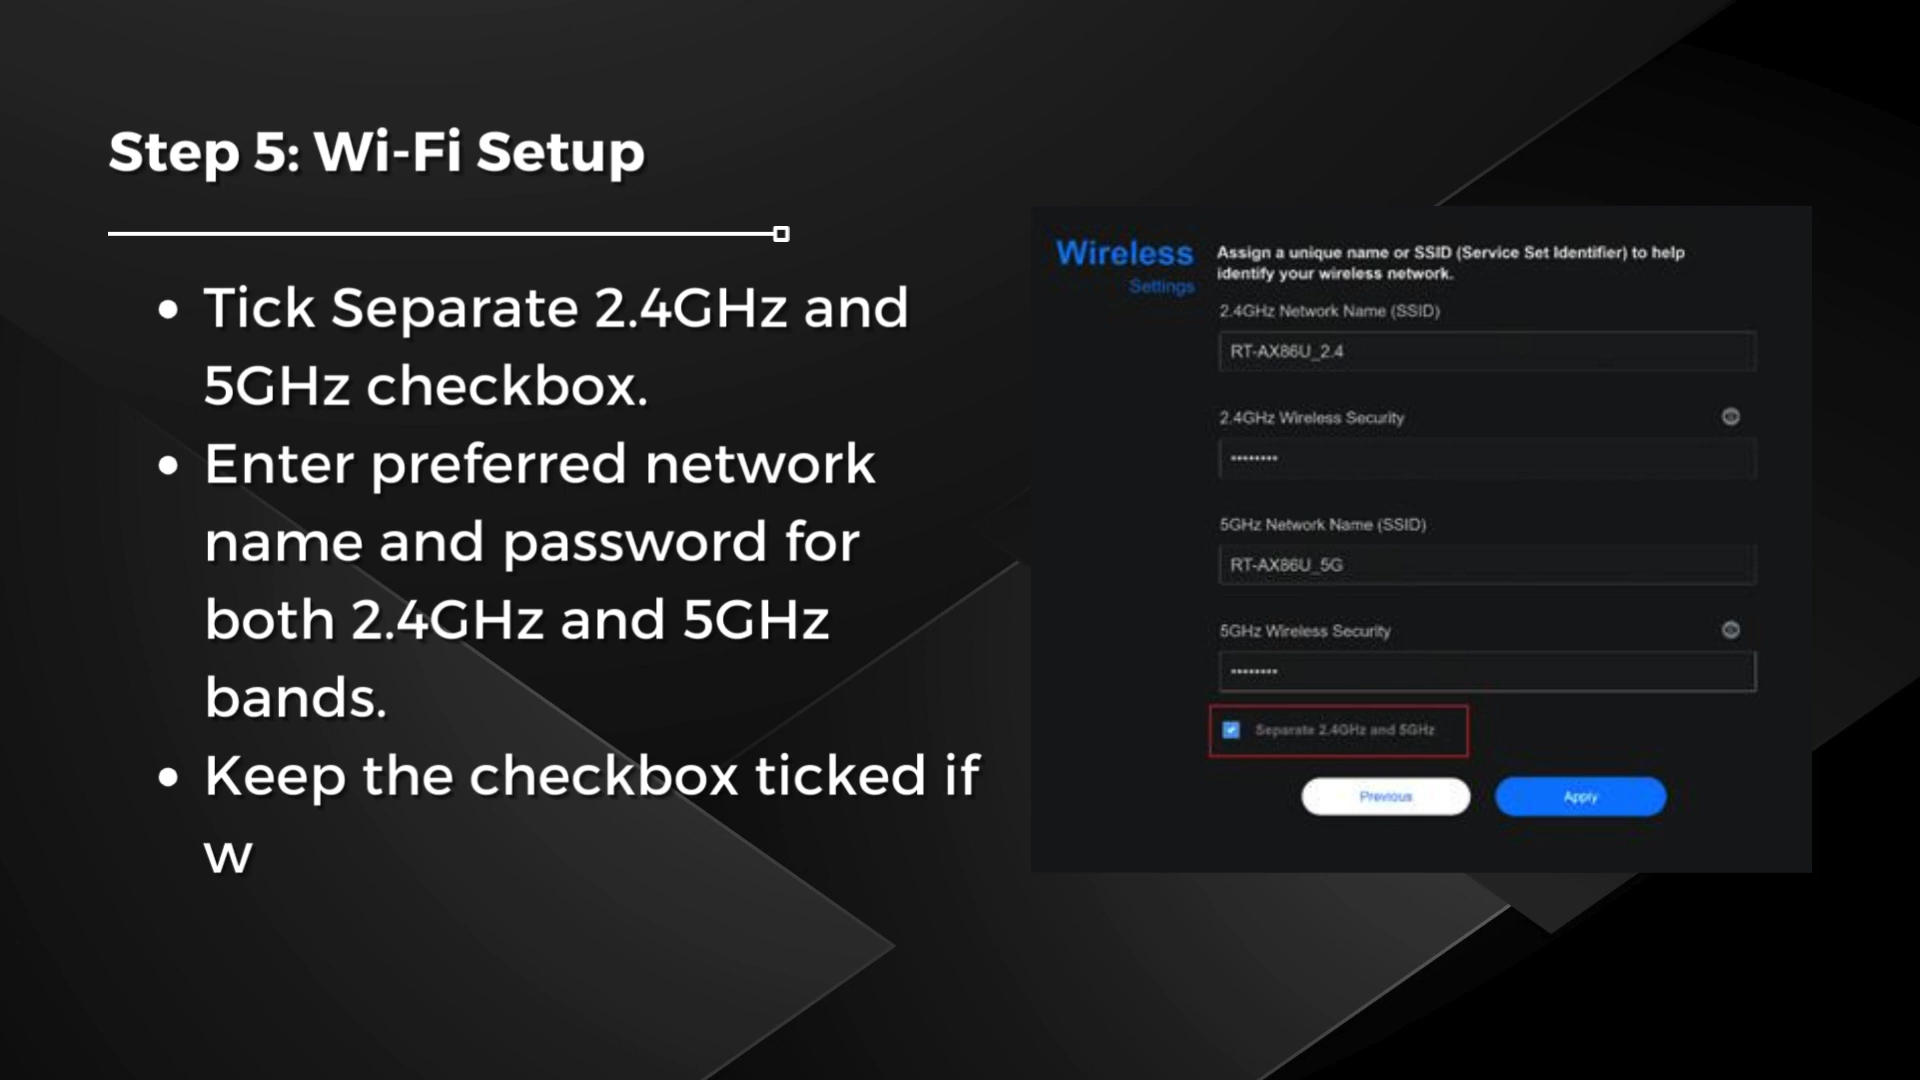 Step 5: Wi-Fi Setup
• Tick Separate 2.4GHz and
5GHz checkbox.
• Enter preferred network
name and password for
both 2.4GHz and 5GHz
bands.
• Keep the checkbox ticked if
w
Wireless
Settings
Assign a unique name or SSID (Service Set Identifier) to help
identify your wireless network.
2.4GHz Network Name (SSID)
RT-AX86U_2.4
2.4GHz Wireless Security
••••••••
5GHz Network Name (SSID)
RT-AX86U_5G
5GHz Wireless Security
••••••••
Separate 2.4GHz and 5GHz
Previous
Apply